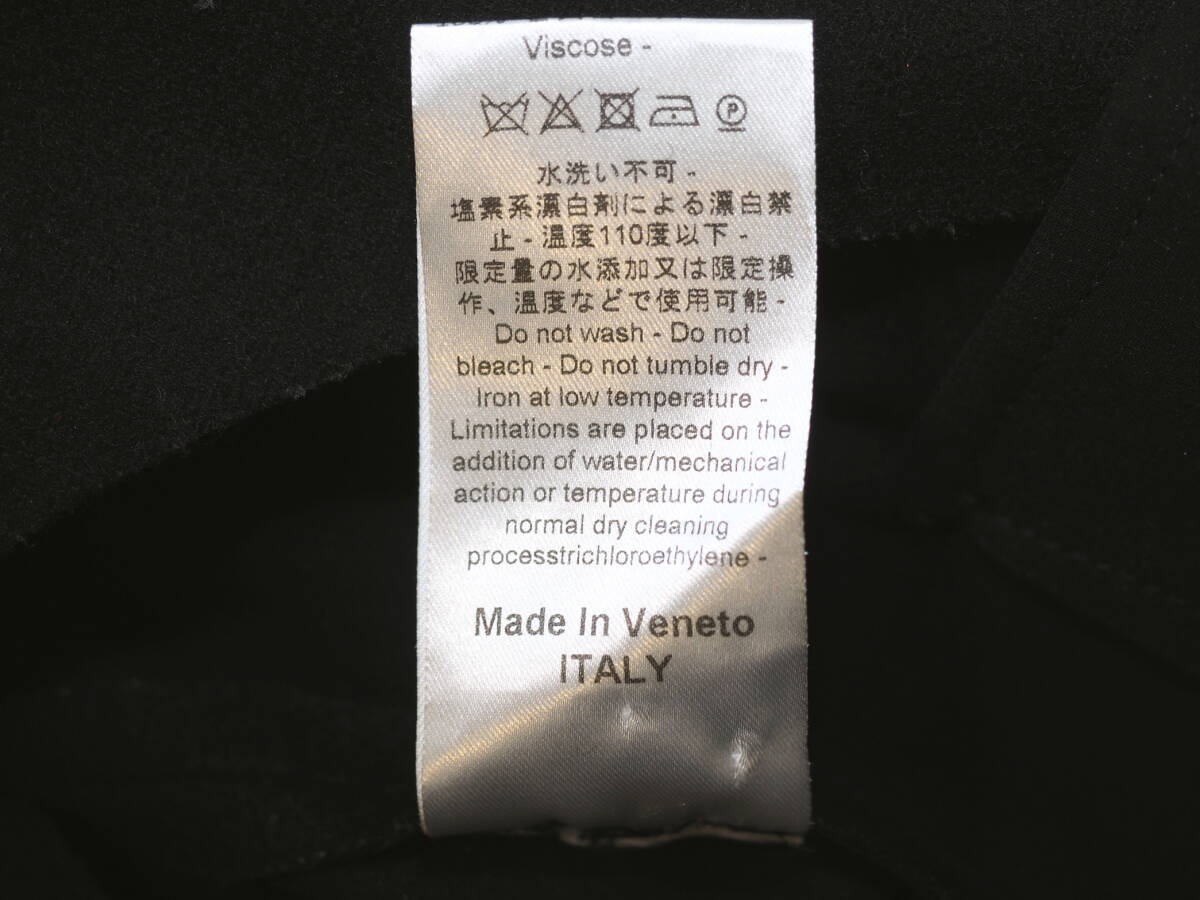 Viscose -
P
水洗い不可 -
塩素系漂白剤による漂白禁
止 - 温度110度以下 -
限定量の水添加又は限定操
作、温度などで使用可能 -
Do not wash - Do not
bleach - Do not tumble dry -
Iron at low temperature -
Limitations are placed on the
addition of water/mechanical
action or temperature during
normal dry cleaning
processtrichloroethylene -
Made In Veneto
ITALY